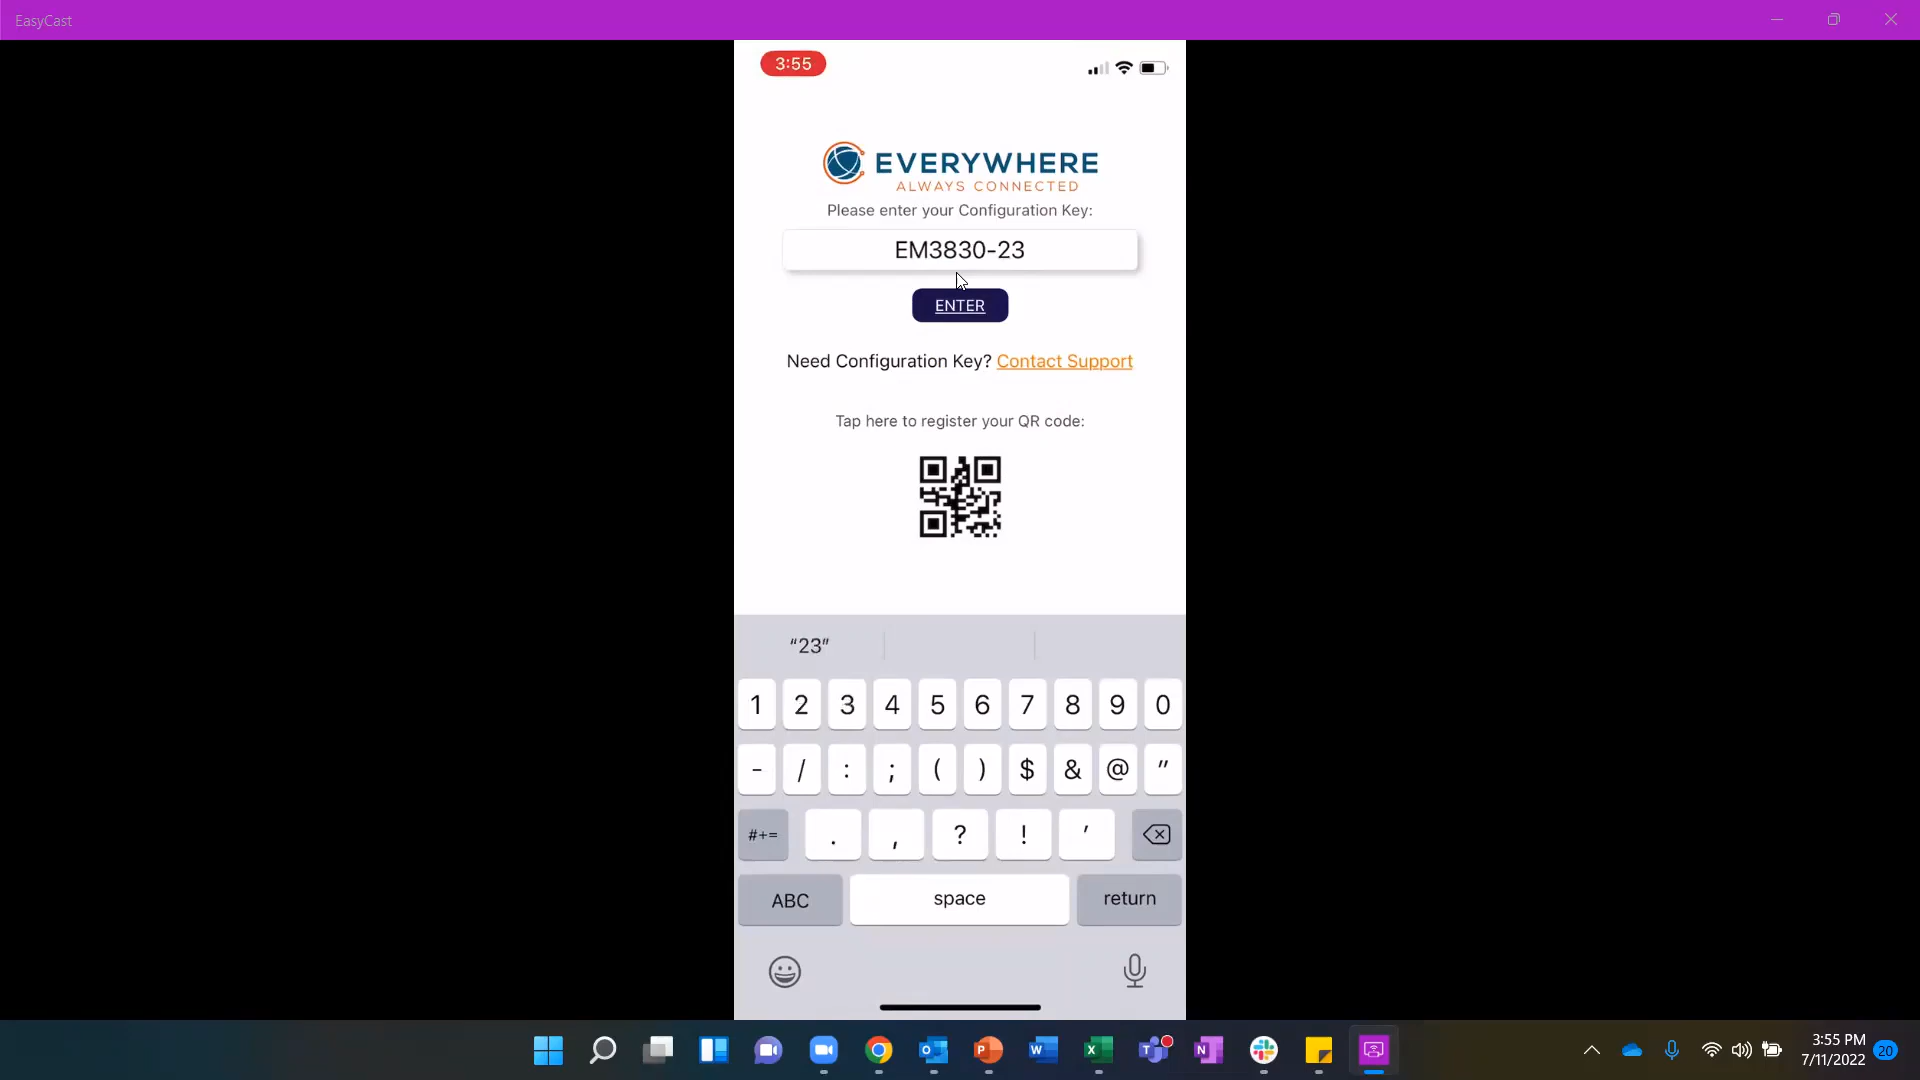 EasyCast
3:55
EVERYWHERE
ALWAYS CONNECTED
Please enter your Configuration Key:
EM3830-23
ENTER
Need Configuration Key? Contact Support
Tap here to register your QR code:
“23”
1 2 3 4 5 6 7 8 9 0
- / : ; ( ) $ & @ "
#+= . , ? ! '
ABC space return
3:55 PM
7/11/2022
20